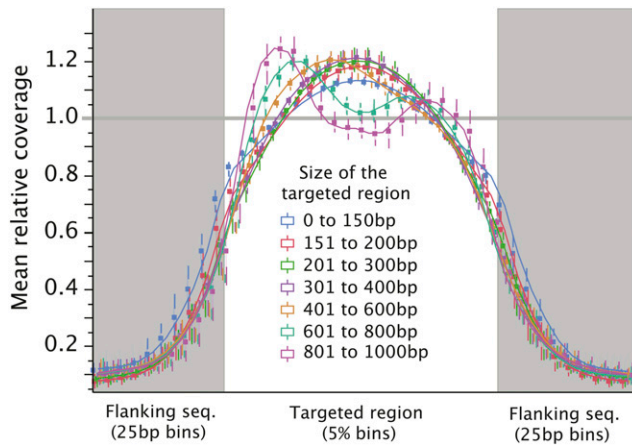 Mean relative coverage
1.2
1.0
0.8
0.6
0.4
0.2
Size of the
targeted region
0 to 150bp
151 to 200bp
201 to 300bp
301 to 400bp
401 to 600bp
601 to 800bp
801 to 1000bp
Flanking seq.
(25bp bins)
Targeted region
(5% bins)
Flanking seq.
(25bp bins)